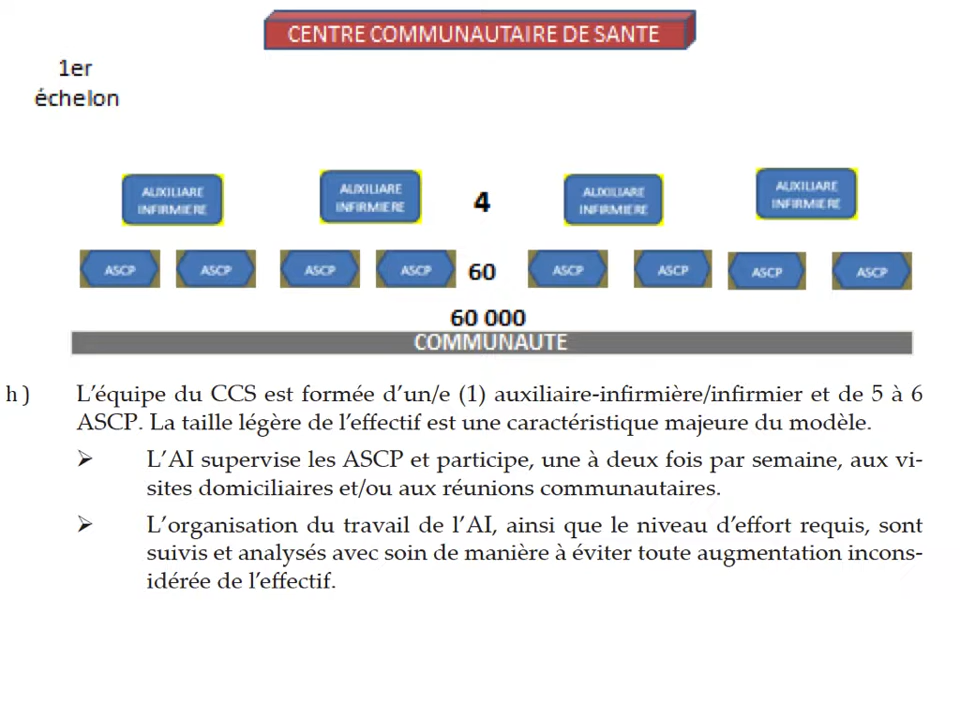 CENTRE COMMUNAUTAIRE DE SANTE
1er
échelon
AUXILIARE
INFIRMIERE
AUXILIARE
INFIRMIERE
4
AUXILIARE
INFIRMIERE
AUXILIARE
INFIRMIERE
ASCP
ASCP
ASCP
ASCP
60
ASCP
ASCP
ASCP
ASCP
60 000
COMMUNAUTE
h) L’équipe du CCS est formée d’un/e (1) auxiliaire-infirmière/infirmier et de 5 à 6
ASCP. La taille légère de l’effectif est une caractéristique majeure du modèle.
➢ L’AI supervise les ASCP et participe, une à deux fois par semaine, aux vi-
sites domiciliaires et/ou aux réunions communautaires.
➢ L’organisation du travail de l’AI, ainsi que le niveau d’effort requis, sont
suivis et analysés avec soin de manière à éviter toute augmentation incons-
idérée de l’effectif.